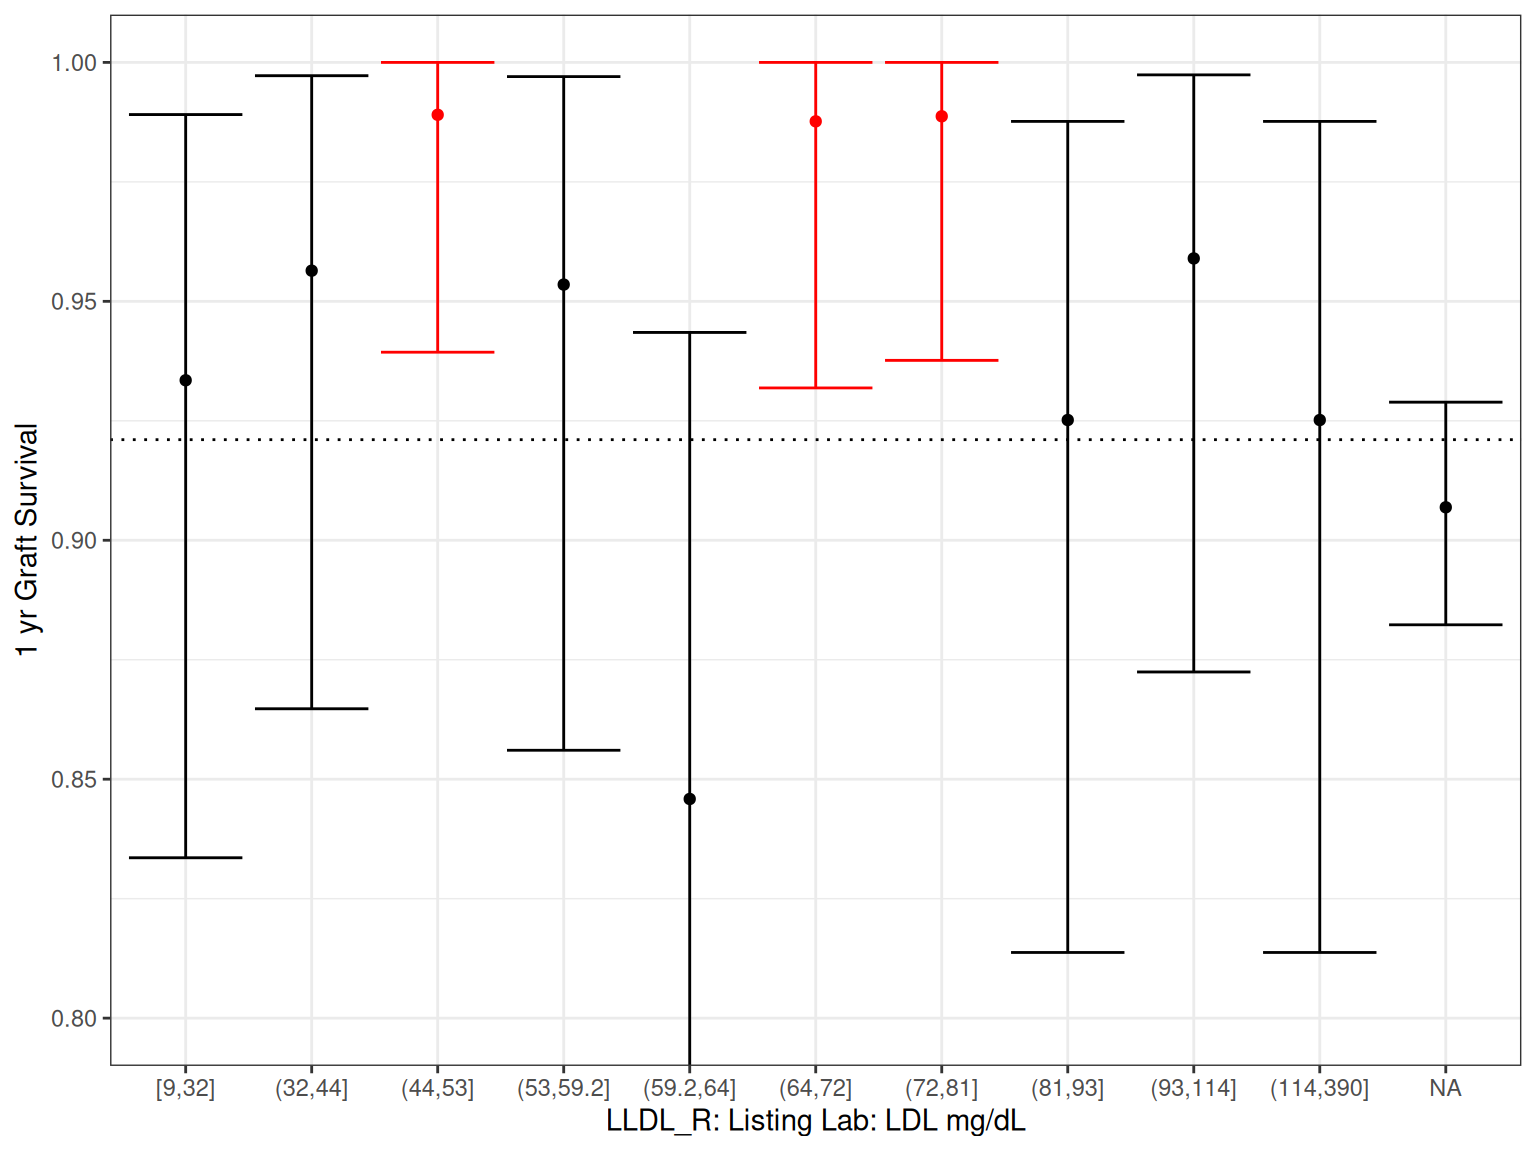 1.00
0.95
0.90
0.85
0.80
1 yr Graft Survival
[9,32] (32,44] (44,53] (53,59.2] (59.2,64] (64,72] (72,81] (81,93] (93,114] (114,390] NA
LLDL_R: Listing Lab: LDL mg/dL